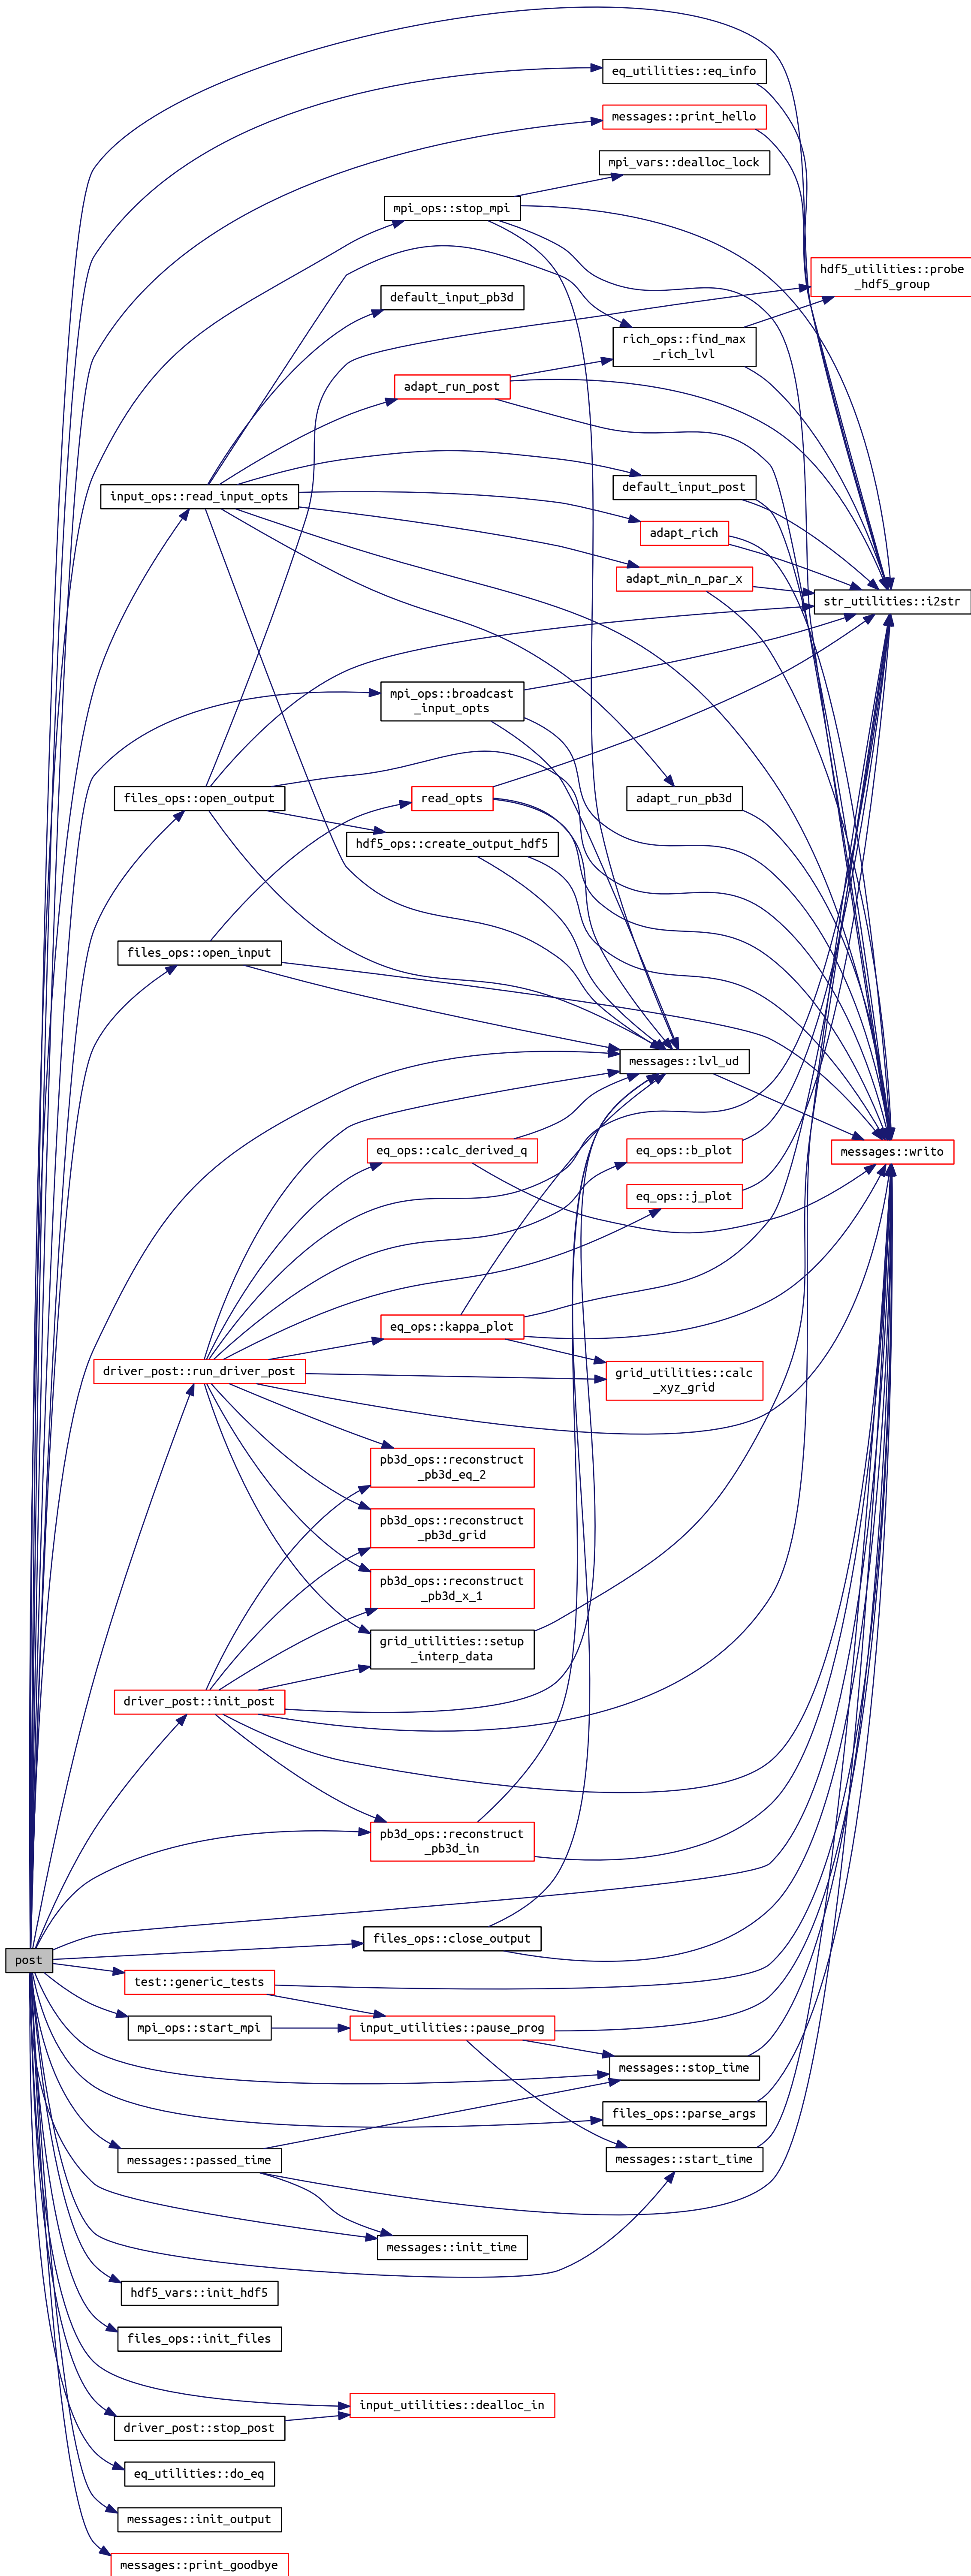 eq_utilities::eq_info
messages::print_hello
mpi_vars::dealloc_lock
mpi_ops::stop_mpi
hdf5_utilities::probe
_hdf5_group
default_input_pb3d
rich_ops::find_max
_rich_lvl
adapt_run_post
default_input_post
input_ops::read_input_opts
adapt_rich
adapt_min_n_par_x
str_utilities::i2str
mpi_ops::broadcast
_input_opts
files_ops::open_output
read_opts
adapt_run_pb3d
hdf5_ops::create_output_hdf5
files_ops::open_input
messages::lvl_ud
eq_ops::calc_derived_q
eq_ops::b_plot
messages::writo
eq_ops::j_plot
eq_ops::kappa_plot
driver_post::run_driver_post
grid_utilities::calc
_xyz_grid
pb3d_ops::reconstruct
_pb3d_eq_2
pb3d_ops::reconstruct
_pb3d_grid
pb3d_ops::reconstruct
_pb3d_x_1
grid_utilities::setup
_interp_data
driver_post::init_post
pb3d_ops::reconstruct
_pb3d_in
files_ops::close_output
post
test::generic_tests
mpi_ops::start_mpi
input_utilities::pause_prog
messages::stop_time
files_ops::parse_args
messages::passed_time
messages::start_time
messages::init_time
hdf5_vars::init_hdf5
files_ops::init_files
input_utilities::dealloc_in
driver_post::stop_post
eq_utilities::do_eq
messages::init_output
messages::print_goodbye